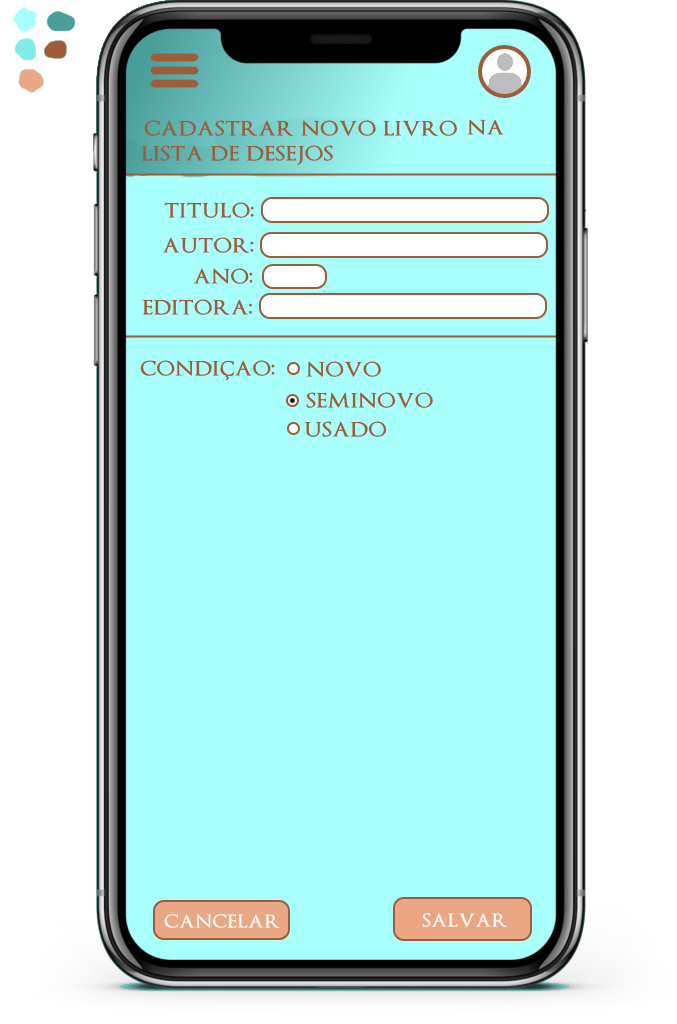 CADASTRAR NOVO LIVRO NA
LISTA DE DESEJOS
TITULO:
AUTOR:
ANO:
EDITORA:
CONDIÇAO: NOVO
SEMINOVO
USADO
CANCELAR SALVAR